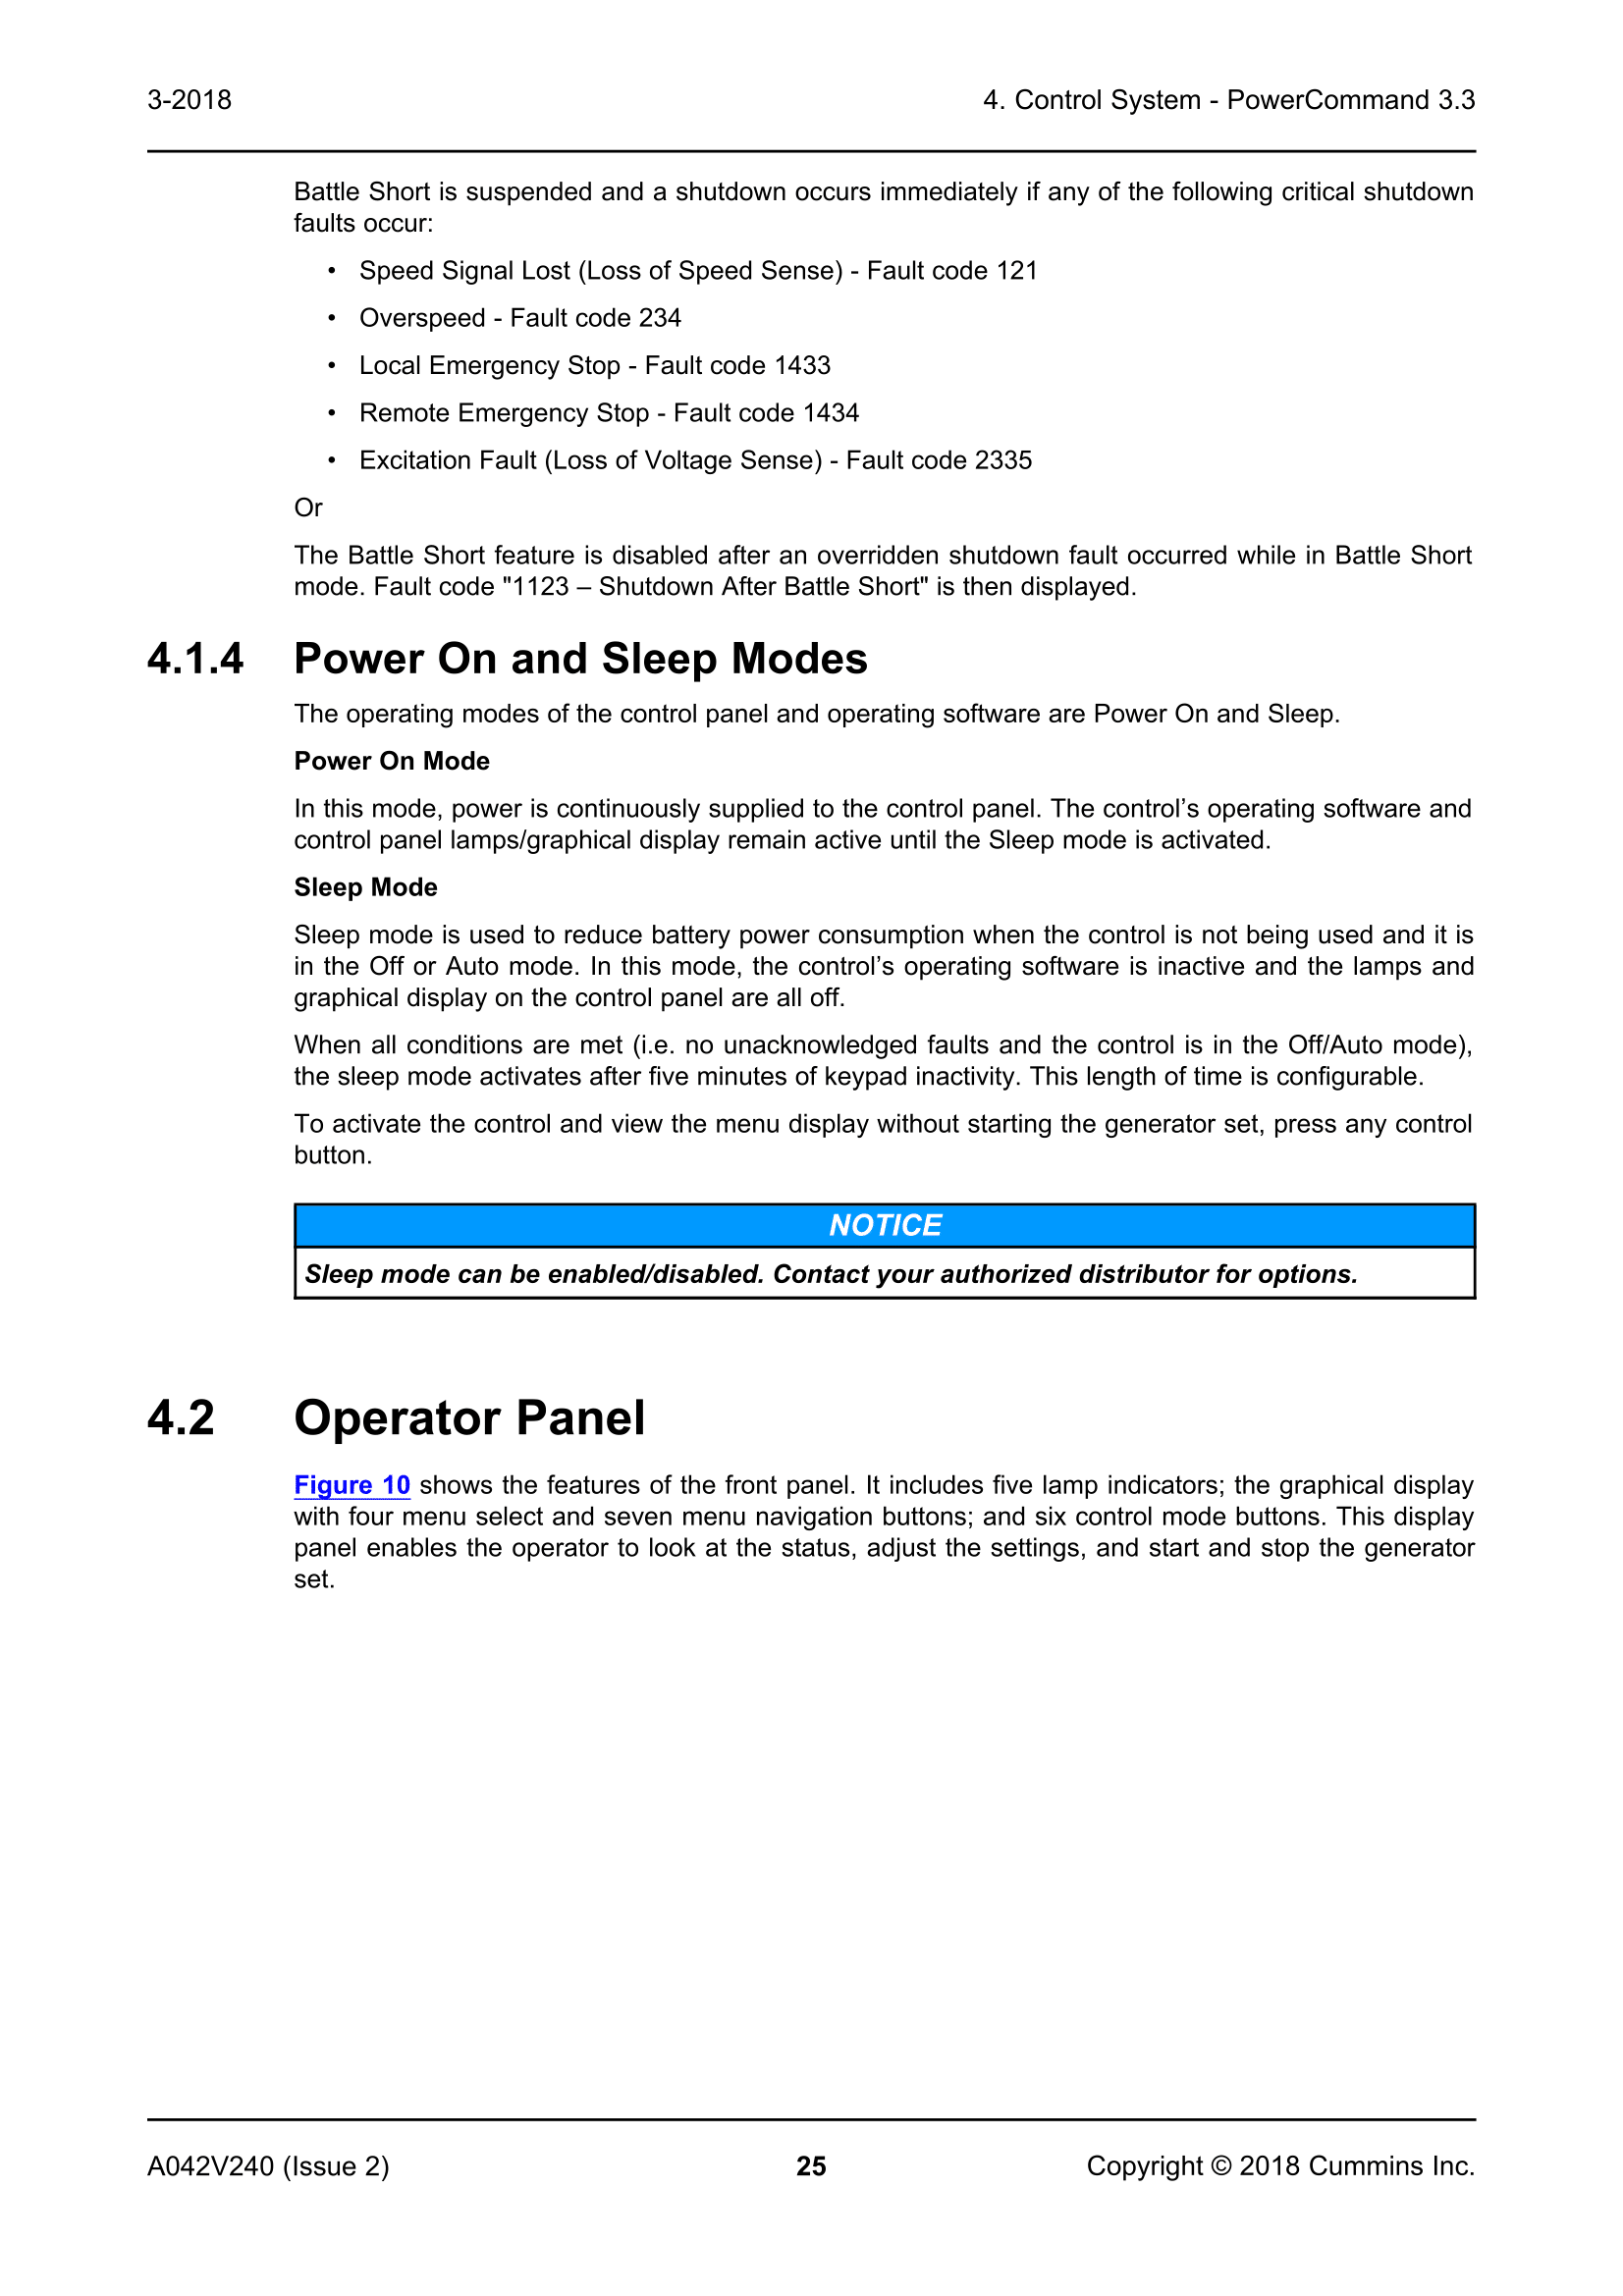 3-2018
4. Control System - PowerCommand 3.3
Battle Short is suspended and a shutdown occurs immediately if any of the following critical shutdown
faults occur:
• Speed Signal Lost (Loss of Speed Sense) - Fault code 121
• Overspeed - Fault code 234
• Local Emergency Stop - Fault code 1433
• Remote Emergency Stop - Fault code 1434
• Excitation Fault (Loss of Voltage Sense) - Fault code 2335
Or
The Battle Short feature is disabled after an overridden shutdown fault occurred while in Battle Short
mode. Fault code "1123 – Shutdown After Battle Short" is then displayed.
4.1.4 Power On and Sleep Modes
The operating modes of the control panel and operating software are Power On and Sleep.
Power On Mode
In this mode, power is continuously supplied to the control panel. The control’s operating software and
control panel lamps/graphical display remain active until the Sleep mode is activated.
Sleep Mode
Sleep mode is used to reduce battery power consumption when the control is not being used and it is
in the Off or Auto mode. In this mode, the control’s operating software is inactive and the lamps and
graphical display on the control panel are all off.
When all conditions are met (i.e. no unacknowledged faults and the control is in the Off/Auto mode),
the sleep mode activates after five minutes of keypad inactivity. This length of time is configurable.
To activate the control and view the menu display without starting the generator set, press any control
button.
NOTICE
Sleep mode can be enabled/disabled. Contact your authorized distributor for options.
4.2 Operator Panel
Figure 10 shows the features of the front panel. It includes five lamp indicators; the graphical display
with four menu select and seven menu navigation buttons; and six control mode buttons. This display
panel enables the operator to look at the status, adjust the settings, and start and stop the generator
set.
A042V240 (Issue 2)
25
Copyright © 2018 Cummins Inc.